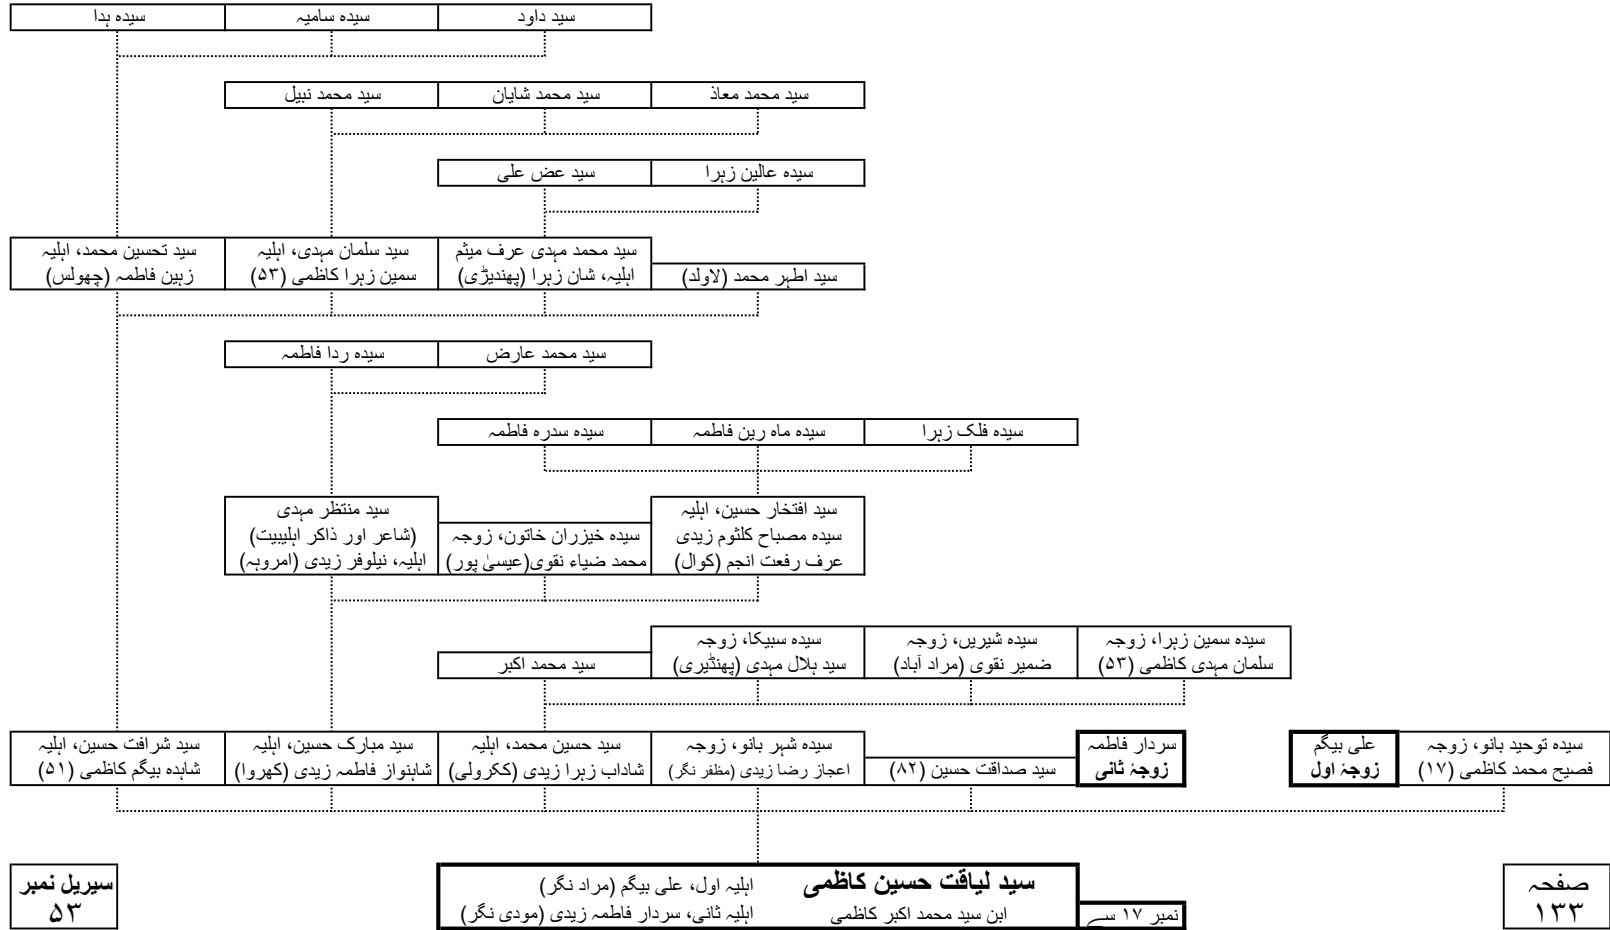 سید داود
سیدہ سامیہ
سیدہ ہدا
سید محمد معاذ
سید محمد شایان
سید محمد نبیل
سیدہ عالین زہرا
سید عض علی
سید اطہر محمد (لاولد)
سید محمد مہدی عرف میثم
اہلیہ، شان زہرا (پھندیڑی)
سید سلمان مہدی، اہلیہ
سمین زہرا کاظمی (۵۳)
سید تحسین محمد، اہلیہ
زہین فاطمہ (چھولس)
سید محمد عارض
سیدہ ردا فاطمہ
سیدہ فلک زہرا
سیدہ ماہ رین فاطمہ
سیدہ سدرہ فاطمہ
سید افتخار حسین، اہلیہ
سیدہ مصباح کلثوم زیدی
عرف رفعت انجم (کوال)
سیدہ خیزران خاتون، زوجہ
محمد ضیاء نقوی(عیسیٰ پور)
سید منتظر مہدی
(شاعر اور ذاکر اہلیبیت)
اہلیہ، نیلوفر زیدی (امروہہ)
سیدہ سمین زہرا، زوجہ
سلمان مہدی کاظمی (۵۳)
سیدہ شیریں، زوجہ
ضمیر نقوی (مراد آباد)
سیدہ سبیکا، زوجہ
سید ہلال مہدی (پھنڈیری)
سید محمد اکبر
سیدہ توحید بانو، زوجہ
فصیح محمد کاظمی (۱۷)
علی بیگم
زوجۂ اول
سردار فاطمہ
زوجۂ ثانی
سید صداقت حسین (۸۲)
سیدہ شہر بانو، زوجہ
اعجاز رضا زیدی (مظفر نگر)
سید حسین محمد، اہلیہ
شاداب زہرا زیدی (ککرولی)
سید مبارک حسین، اہلیہ
شاہنواز فاطمہ زیدی (کھروا)
سید شرافت حسین، اہلیہ
شاہدہ بیگم کاظمی (۵۱)
صفحہ
۱۳۳
نمبر ۱۷ سے
سید لیاقت حسین کاظمی
ابن سید محمد اکبر کاظمی
اہلیہ اول، علی بیگم (مراد نگر)
اہلیہ ثانی، سردار فاطمہ زیدی (مودی نگر)
سیریل نمبر
۵۳